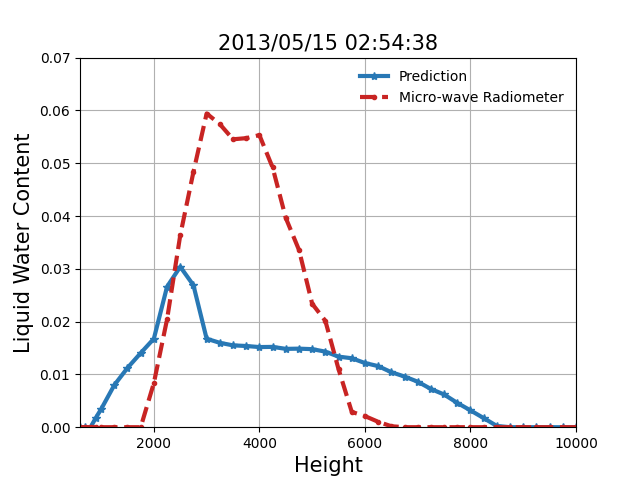 2013/05/15 02:54:38
0.07
0.06
0.05
0.04
0.03
0.02
0.01
0.00
Liquid Water Content
Prediction
Micro-wave Radiometer
2000 4000 6000 8000 10000
Height